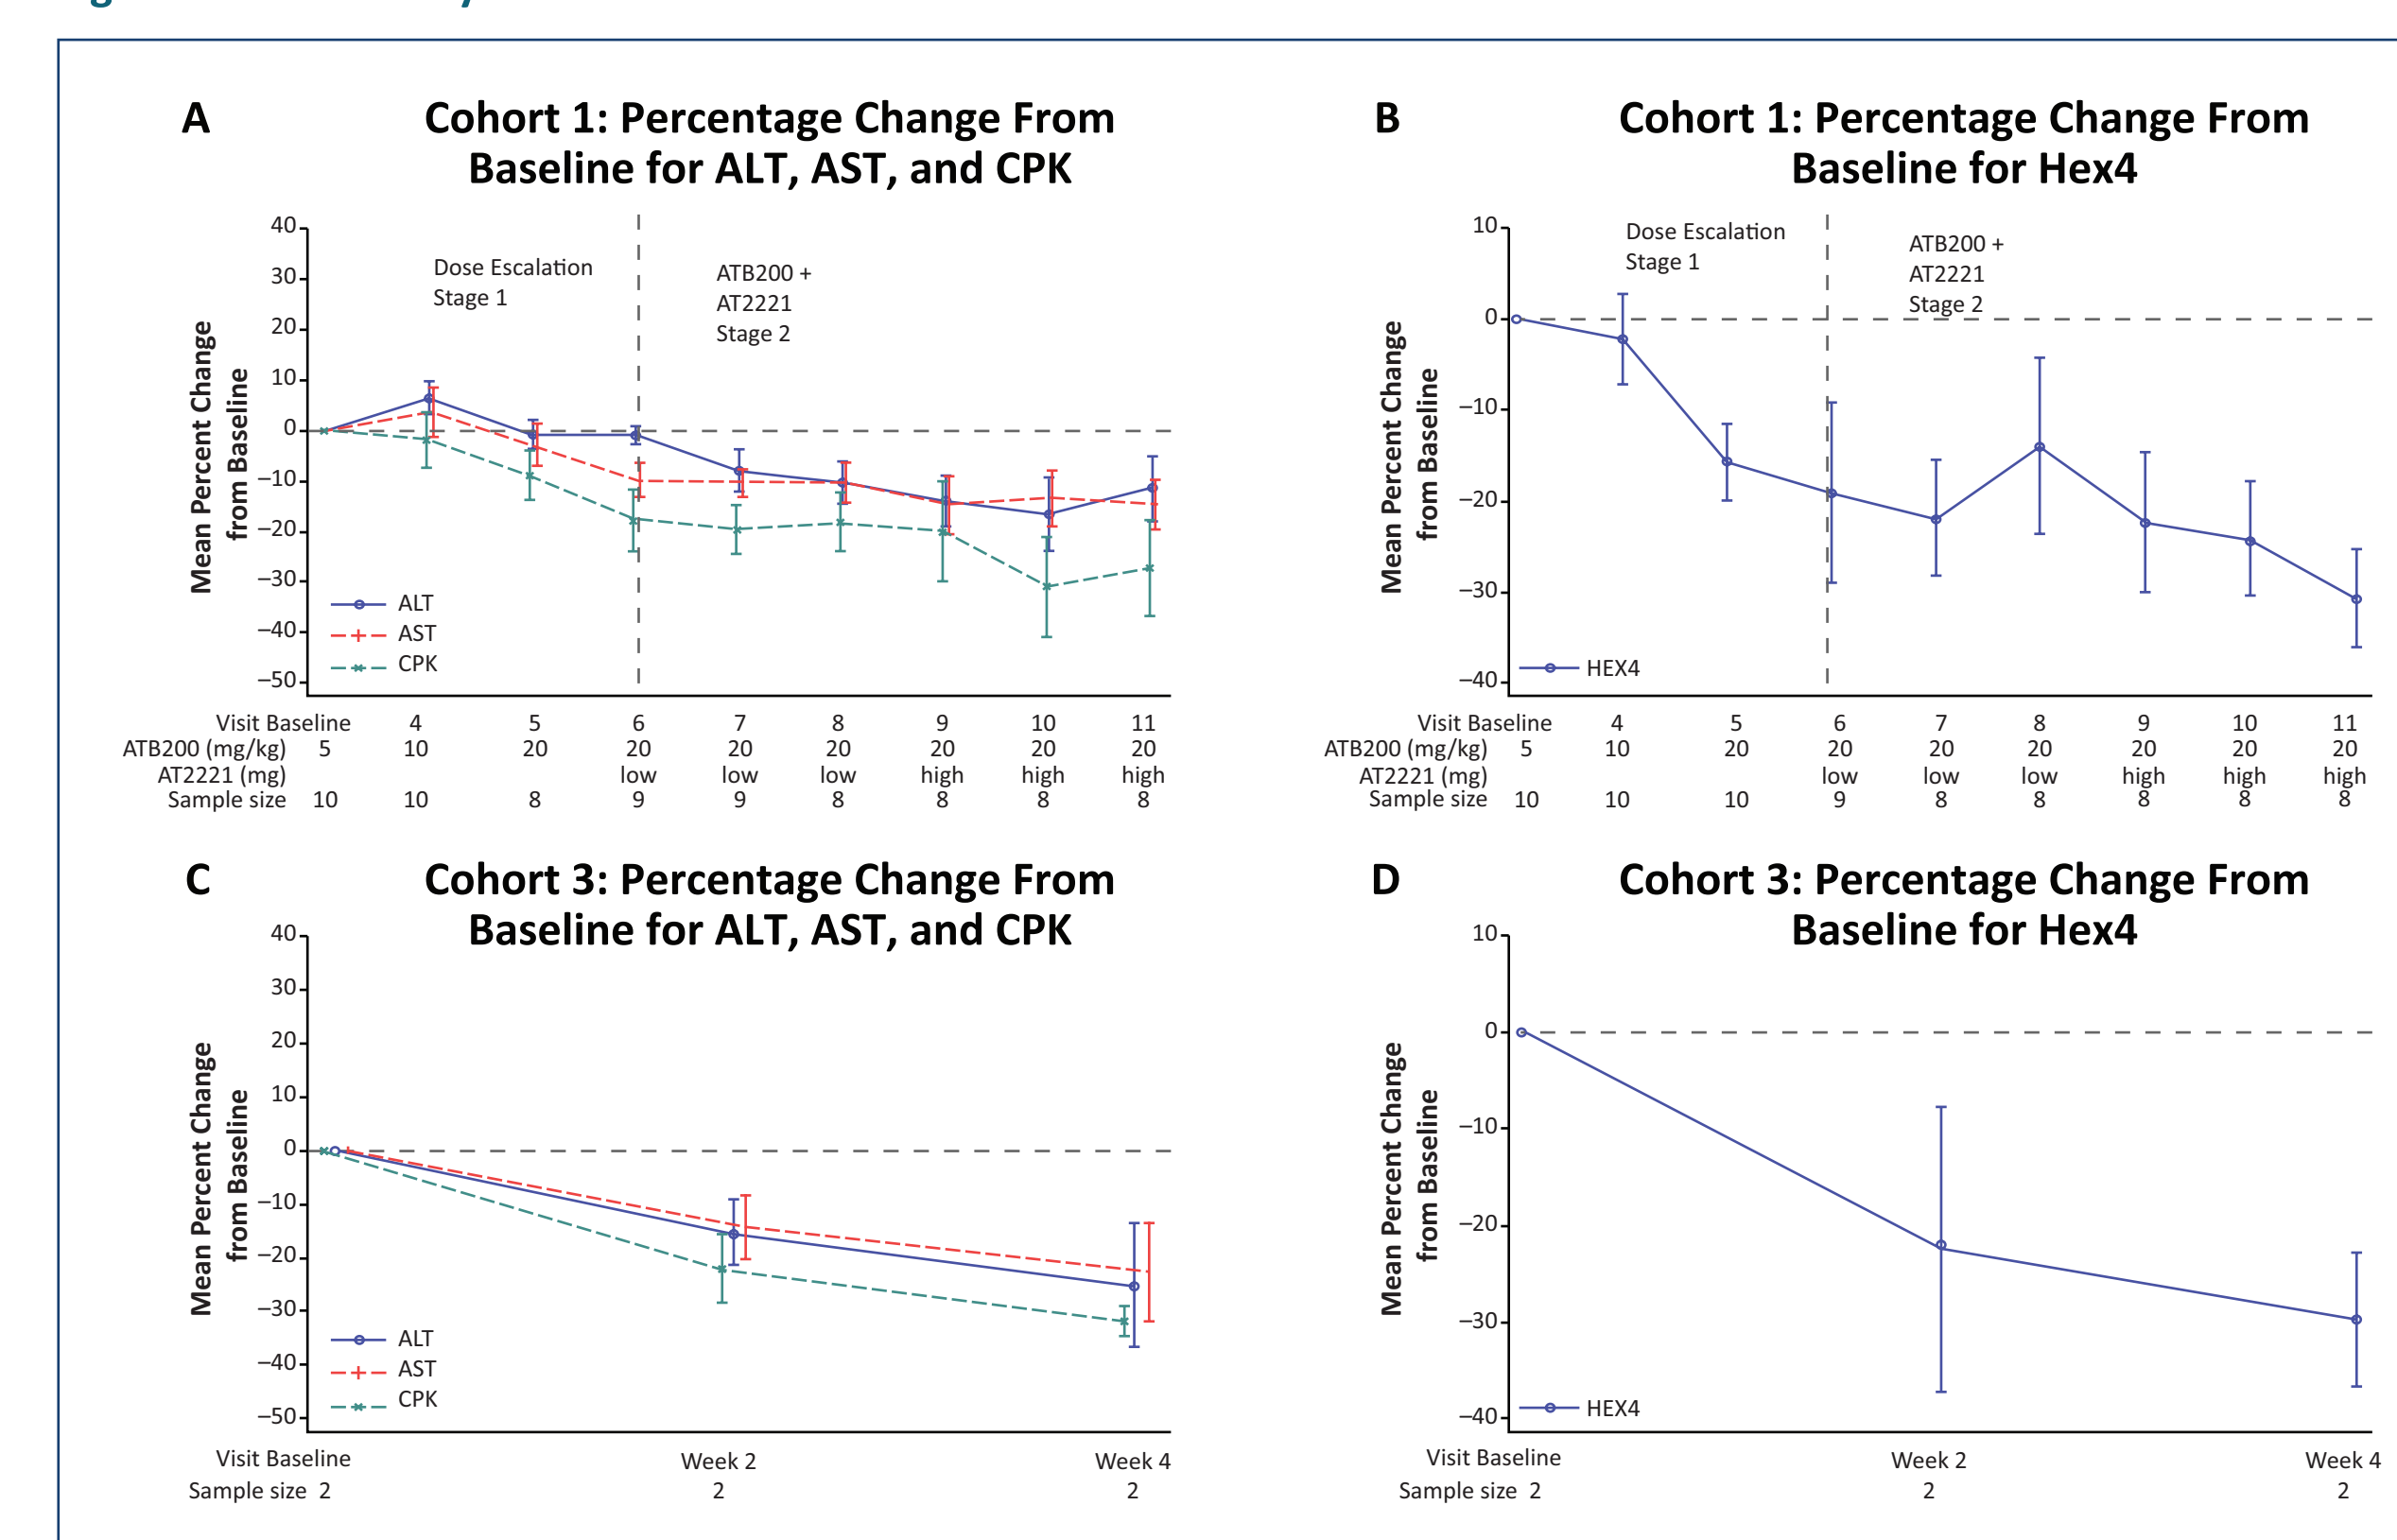 A
Cohort 1: Percentage Change From
Baseline for ALT, AST, and CPK
Mean Percent Change
from Baseline
40
30
20
10
0
–10
–20
–30
–40
–50
Dose Escalation
Stage 1
ATB200 +
AT2221
Stage 2
ALT
AST
CPK
Visit Baseline 4 5 6 7 8 9 10 11
ATB200 (mg/kg) 5 10 20 20 20 20 20 20 20
AT2221 (mg) low low low high high high
Sample size 10 10 8 9 9 8 8 8 8
B
Cohort 1: Percentage Change From
Baseline for Hex4
Mean Percent Change
from Baseline
10
0
–10
–20
–30
–40
Dose Escalation
Stage 1
ATB200 +
AT2221
Stage 2
HEX4
Visit Baseline 4 5 6 7 8 9 10 11
ATB200 (mg/kg) 5 10 20 20 20 20 20 20 20
AT2221 (mg) low low low high high high
Sample size 10 10 10 9 8 8 8 8 8
C
Cohort 3: Percentage Change From
Baseline for ALT, AST, and CPK
Mean Percent Change
from Baseline
40
30
20
10
0
–10
–20
–30
–40
–50
ALT
AST
CPK
Visit Baseline Week 2 Week 4
Sample size 2 2 2
D
Cohort 3: Percentage Change From
Baseline for Hex4
Mean Percent Change
from Baseline
10
0
–10
–20
–30
–40
HEX4
Visit Baseline Week 2 Week 4
Sample size 2 2 2